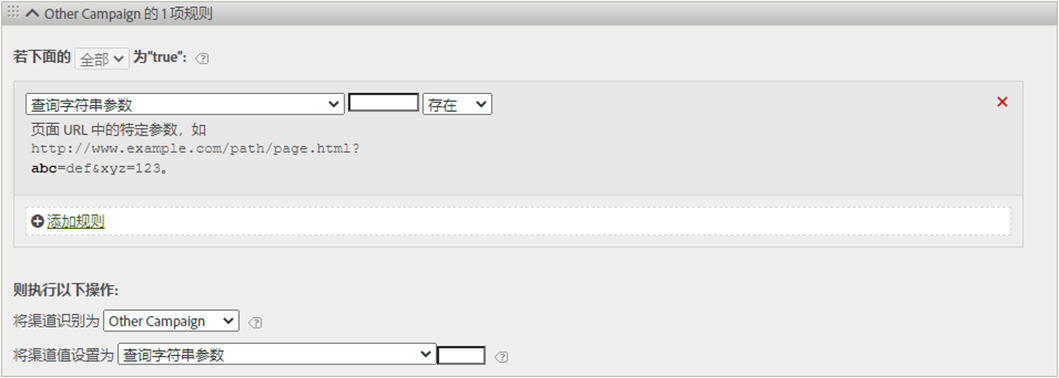 Other Campaign 的 1 项规则
若下面的 全部 为"true":
查询字符串参数 存在
页面 URL 中的特定参数，如
http://www.example.com/path/page.html?
abc=def&xyz=123。
添加规则
则执行以下操作:
将渠道识别为 Other Campaign
将渠道值设置为 查询字符串参数